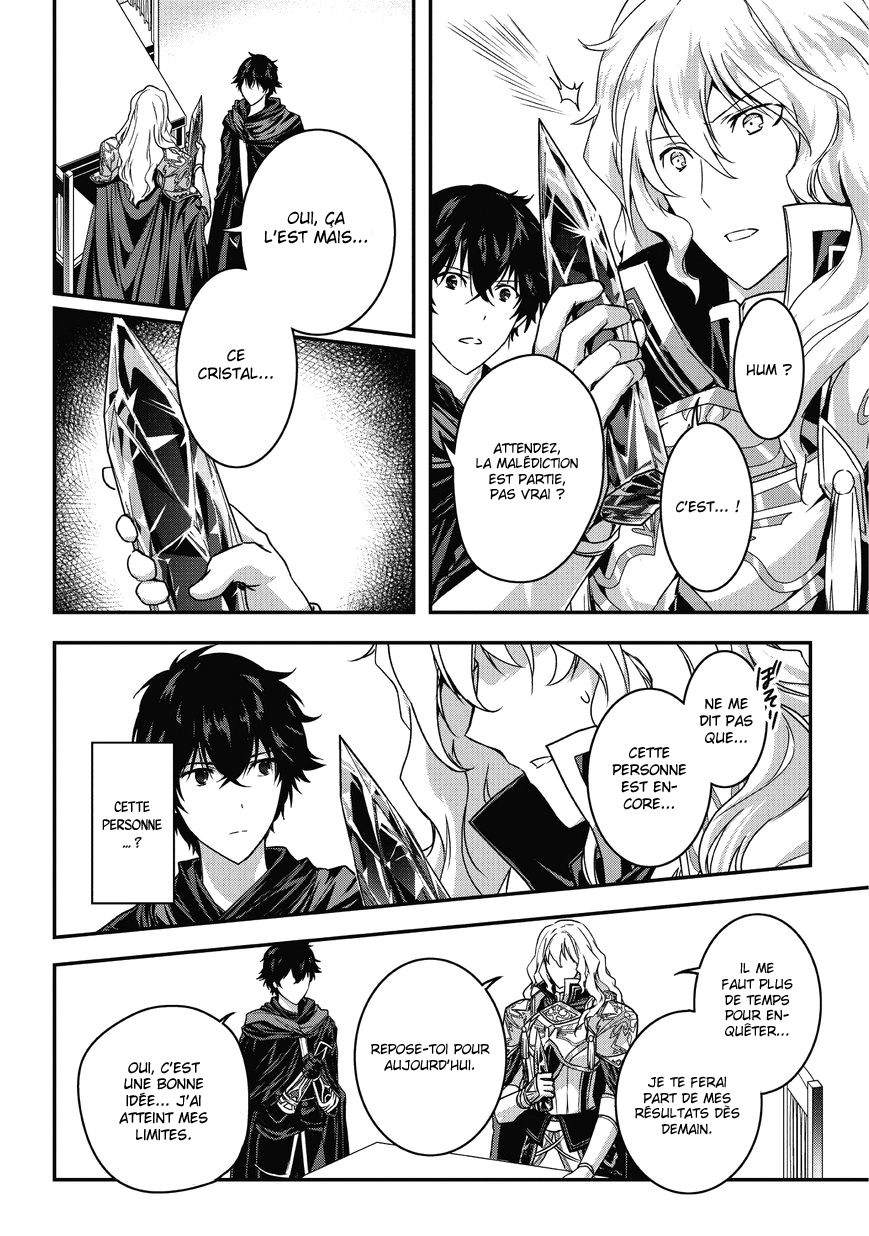 HUM ?
C'EST... !
ATTENDEZ,
LA MALÉDICTION
EST PARTIE,
PAS VRAI ?
OUI, ÇA
L'EST MAIS...
CE
CRISTAL...
ぼそっ
NE ME
DIT PAS
QUE...
CETTE
PERSONNE
EST EN-
CORE...
CETTE
PERSONNE
... ?
IL ME
FAUT PLUS
DE TEMPS
POUR EN-
QUÊTER...
JE TE FERAI
PART DE MES
RÉSULTATS DÈS
DEMAIN.
REPOSE-TOI POUR
AUJOURD'HUI.
OUI, C'EST
UNE BONNE
IDÉE... J'AI
ATTEINT MES
LIMITES.